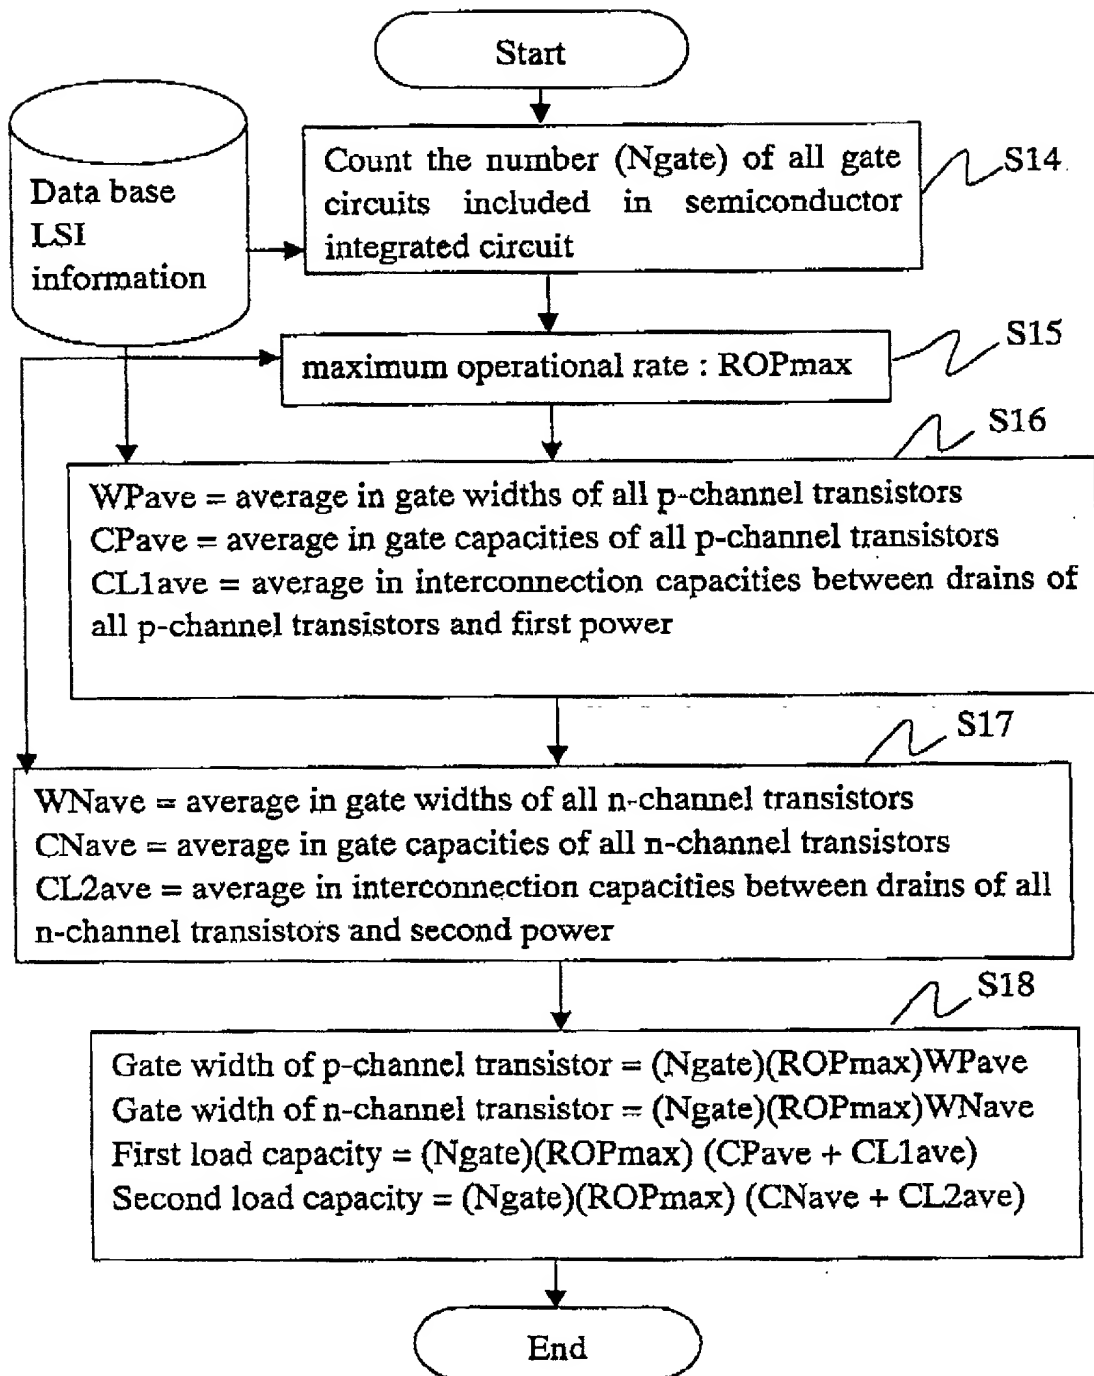 Start
Data base
LSI
information
Count the number (Ngate) of all gate
circuits included in semiconductor
integrated circuit
S14
maximum operational rate : ROPmax
S15
S16
WPave = average in gate widths of all p-channel transistors
CPave = average in gate capacities of all p-channel transistors
CL1ave = average in interconnection capacities between drains of
all p-channel transistors and first power
S17
WNave = average in gate widths of all n-channel transistors
CNave = average in gate capacities of all n-channel transistors
CL2ave = average in interconnection capacities between drains of all
n-channel transistors and second power
S18
Gate width of p-channel transistor = (Ngate)(ROPmax)WPave
Gate width of n-channel transistor = (Ngate)(ROPmax)WNave
First load capacity = (Ngate)(ROPmax) (CPave + CL1ave)
Second load capacity = (Ngate)(ROPmax) (CNave + CL2ave)
End